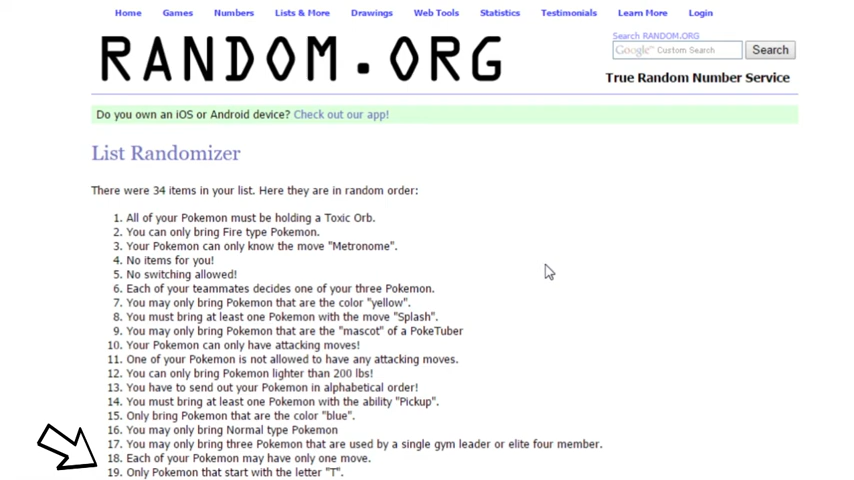 Home Games Numbers Lists & More Drawings Web Tools Statistics Testimonials Learn More Login
RANDOM.ORG
Search RANDOM.ORG
Google™ Custom Search Search
True Random Number Service
Do you own an iOS or Android device? Check out our app!
List Randomizer
There were 34 items in your list. Here they are in random order:
1. All of your Pokemon must be holding a Toxic Orb.
2. You can only bring Fire type Pokemon.
3. Your Pokemon can only know the move "Metronome".
4. No items for you!
5. No switching allowed!
6. Each of your teammates decides one of your three Pokemon.
7. You may only bring Pokemon that are the color "yellow".
8. You must bring at least one Pokemon with the move "Splash".
9. You may only bring Pokemon that are the "mascot" of a PokeTuber
10. Your Pokemon can only have attacking moves!
11. One of your Pokemon is not allowed to have any attacking moves.
12. You can only bring Pokemon lighter than 200 lbs!
13. You have to send out your Pokemon in alphabetical order!
14. You must bring at least one Pokemon with the ability "Pickup".
15. Only bring Pokemon that are the color "blue".
16. You may only bring Normal type Pokemon
17. You may only bring three Pokemon that are used by a single gym leader or elite four member.
18. Each of your Pokemon may have only one move.
19. Only Pokemon that start with the letter "T".